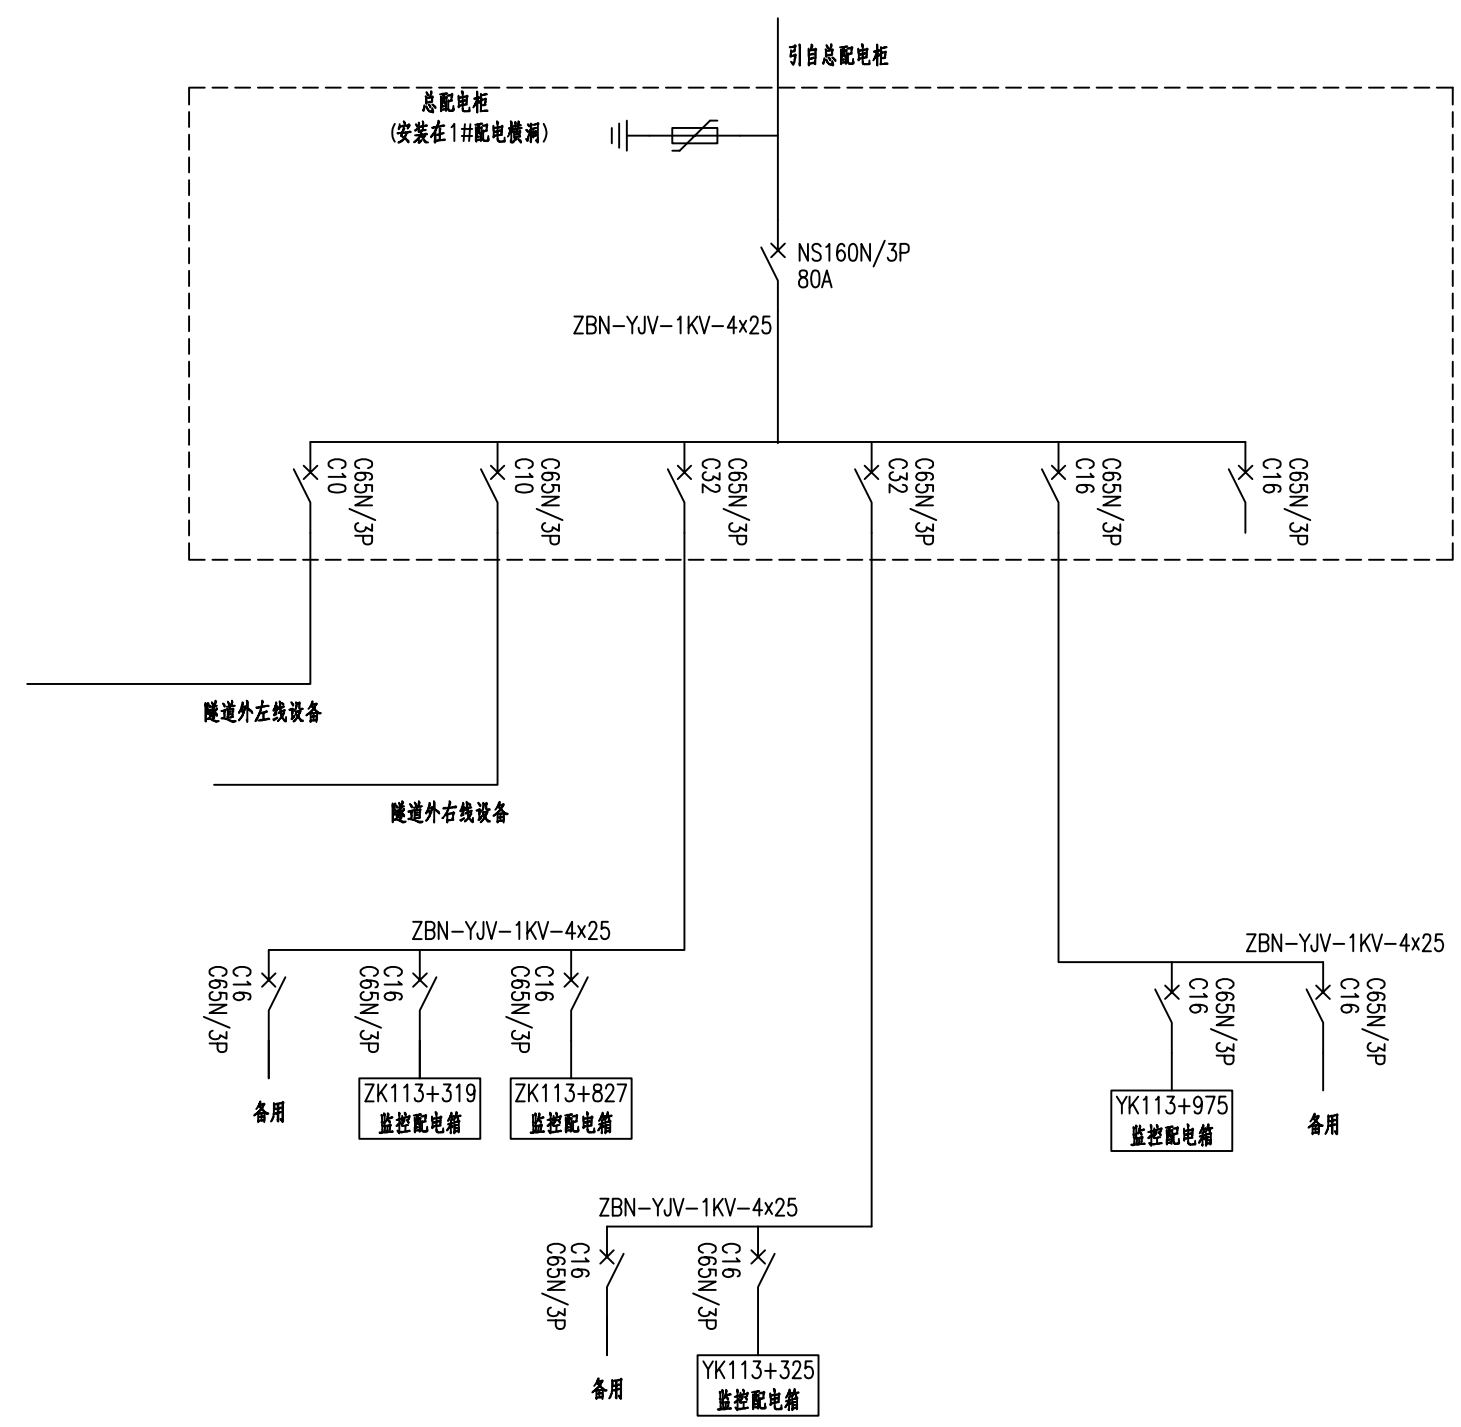 引自总配电柜
总配电柜
(安装在1#配电横洞)
NS160N/3P
80A
ZBN-YJV-1KV-4x25
C65N/3P
C10
C65N/3P
C10
C65N/3P
C32
C65N/3P
C32
C65N/3P
C16
C65N/3P
C16
隧道外左线设备
隧道外右线设备
ZBN-YJV-1KV-4x25
C16
C65N/3P
C16
C65N/3P
C16
C65N/3P
备用
ZK113+319
监控配电箱
ZK113+827
监控配电箱
ZBN-YJV-1KV-4x25
C65N/3P
C16
C65N/3P
C16
YK113+975
监控配电箱
备用
ZBN-YJV-1KV-4x25
C16
C65N/3P
C16
C65N/3P
备用
YK113+325
监控配电箱